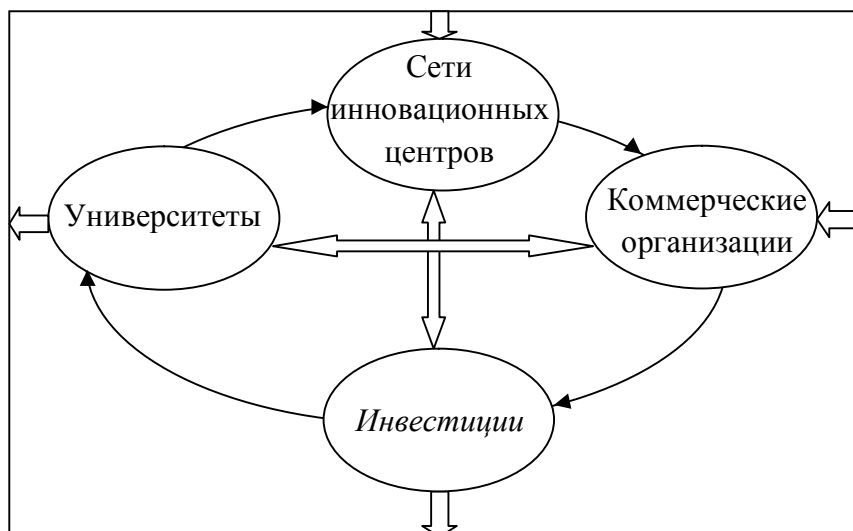 Сети
инновационных
центров
Университеты
Коммерческие
организации
Инвестиции